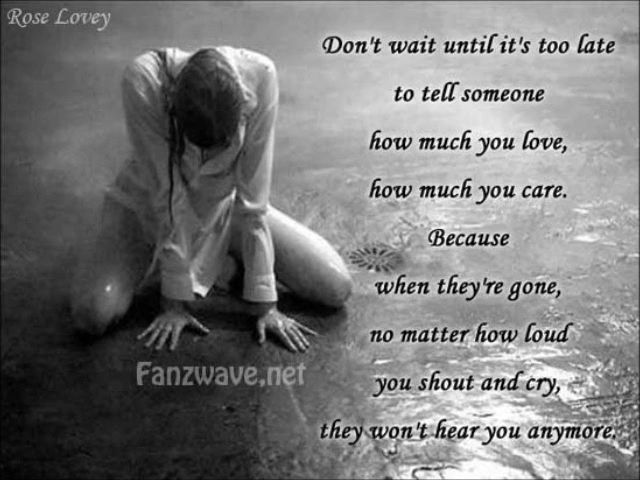 Rose Lovey
Don't wait until it's too late
to tell someone
how much you love,
how much you care.
Because
when they're gone,
no matter how loud
you shout and cry,
they won't hear you anymore.
Fanzwave.net